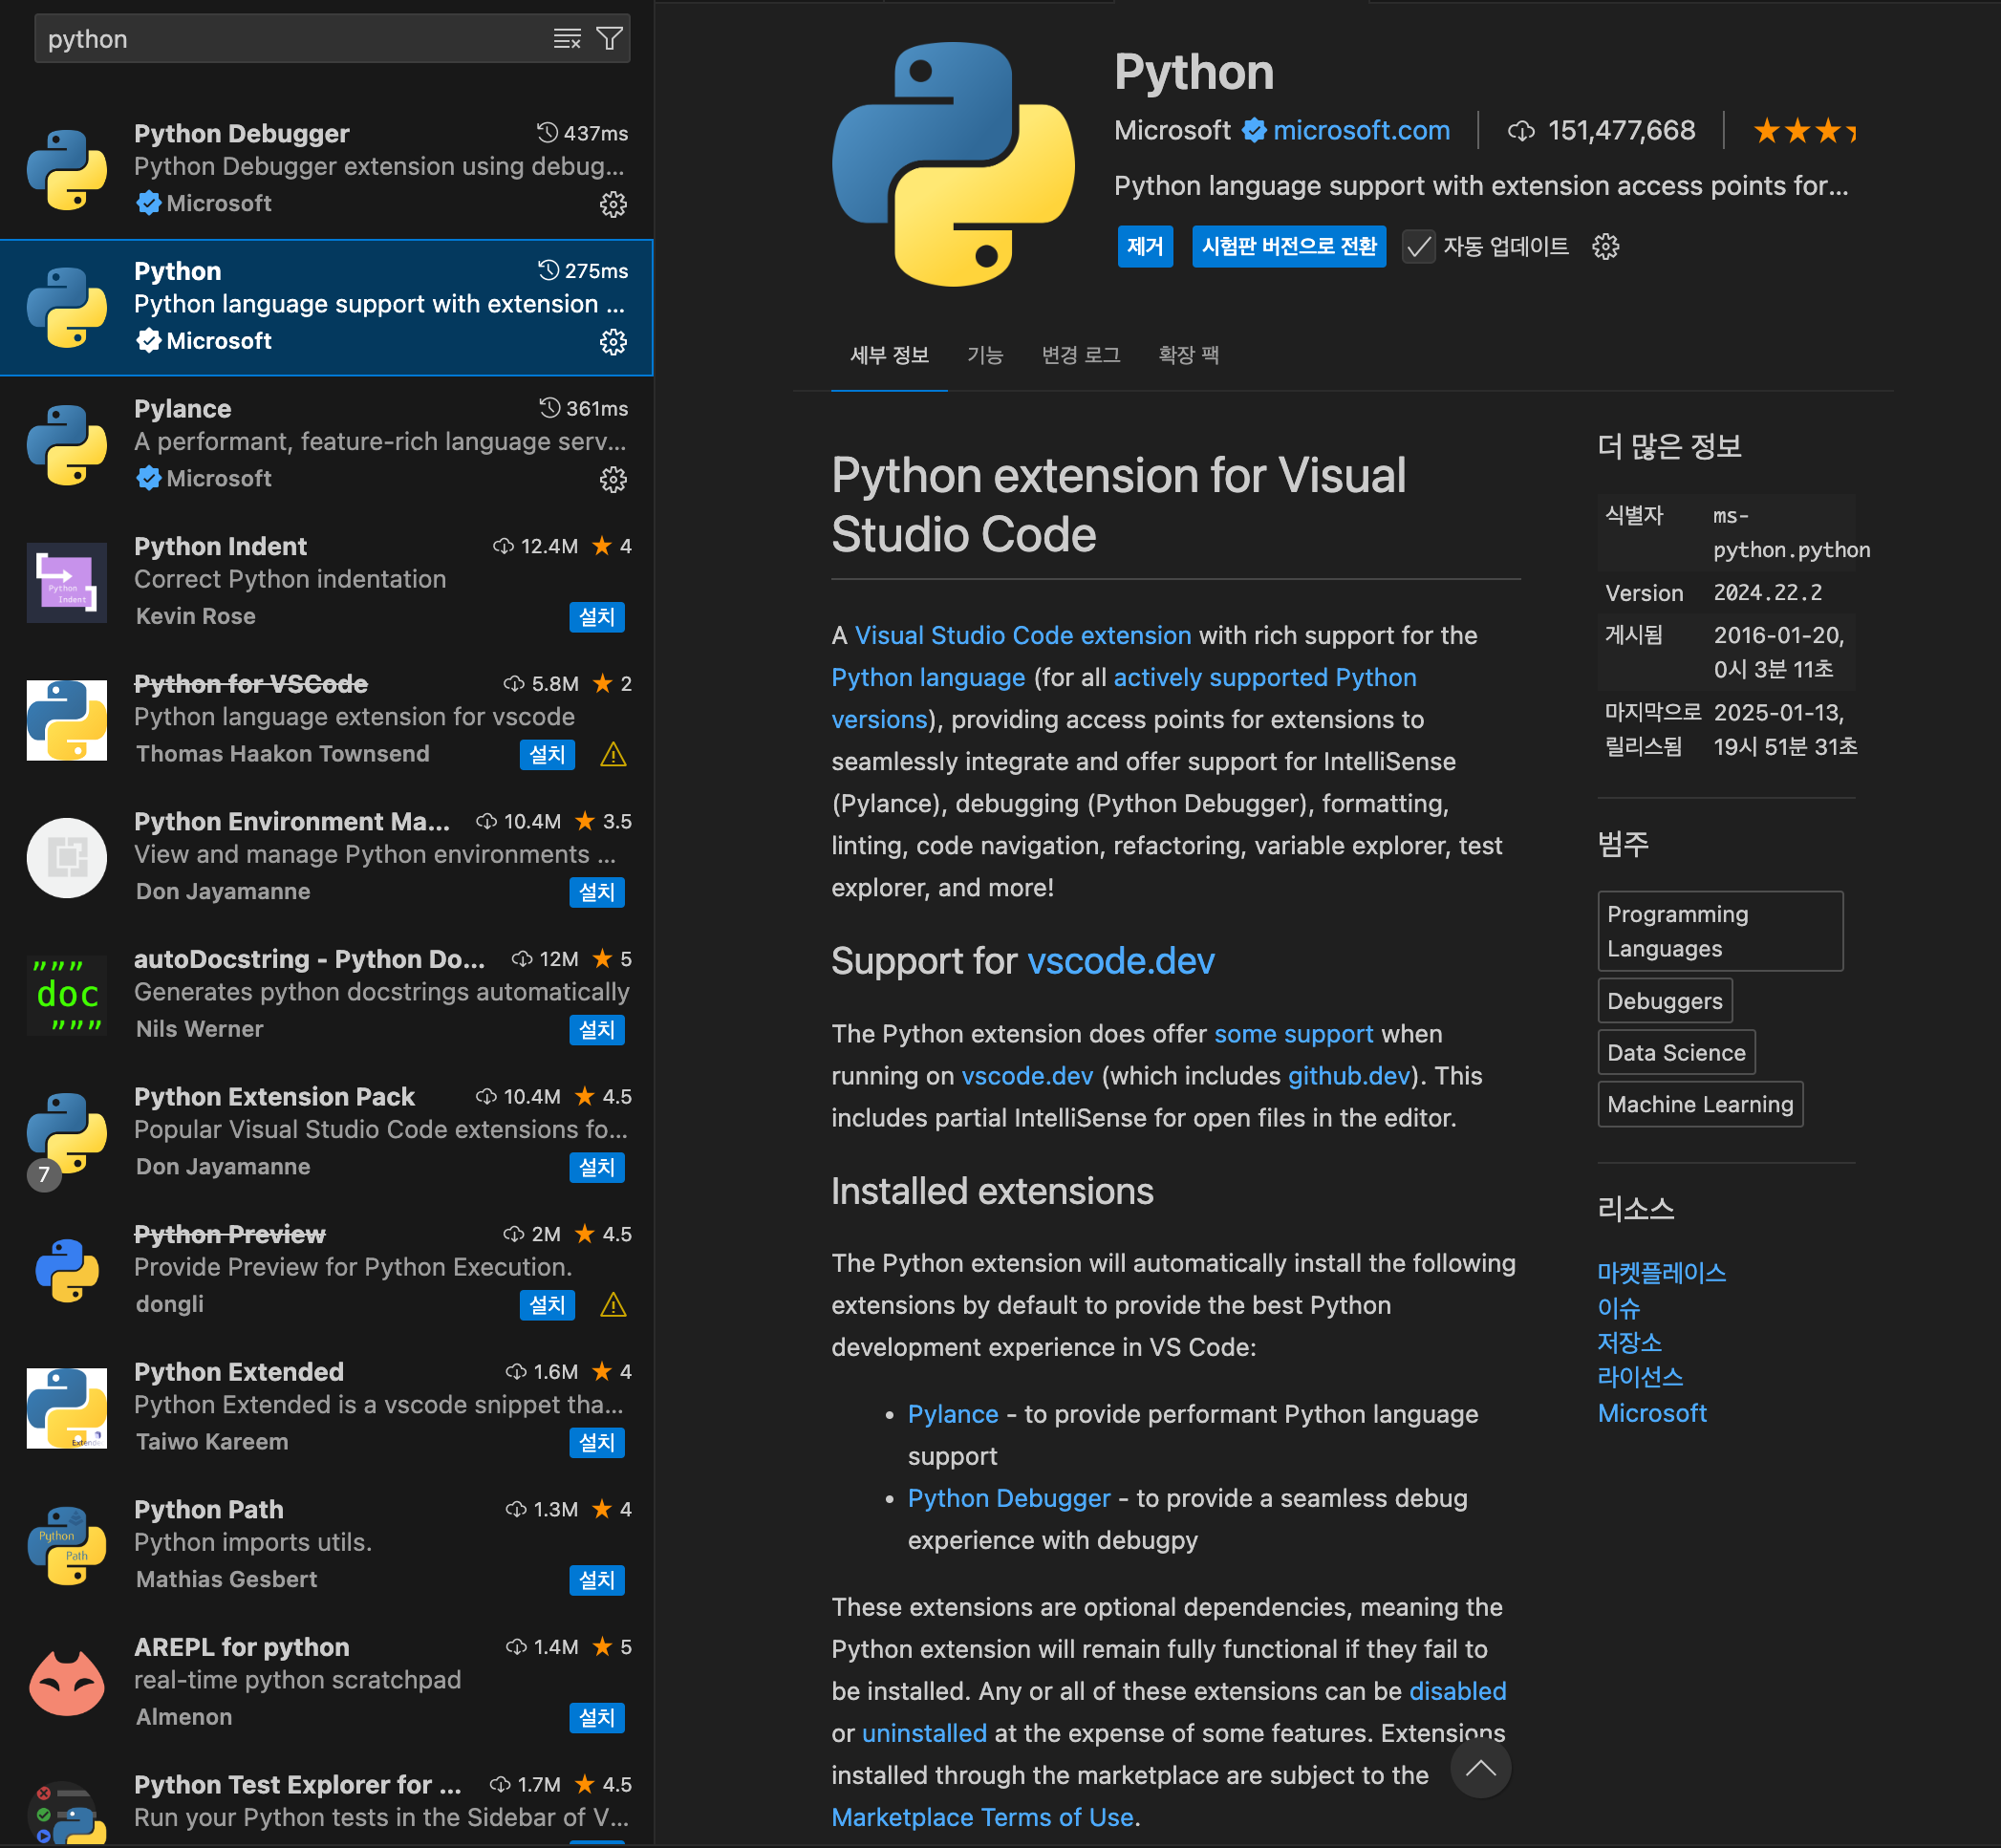 python
Python Debugger 437ms
Python Debugger extension using debug...
Microsoft
Python 275ms
Python language support with extension ...
Microsoft
Pylance 361ms
A performant, feature-rich language serv...
Microsoft
Python Indent
Python Indent 12.4M 4
Correct Python indentation
Kevin Rose 설치
Python for VSCode 5.8M 2
Python language extension for vscode
Thomas Haakon Townsend 설치
Python Environment Ma... 10.4M 3.5
View and manage Python environments ...
Don Jayamanne 설치
””” doc ”””
autoDocstring - Python Do... 12M 5
Generates python docstrings automatically
Nils Werner 설치
Python Extension Pack 10.4M 4.5
Popular Visual Studio Code extensions fo...
7
Don Jayamanne 설치
Python Preview 2M 4.5
Provide Preview for Python Execution.
dongli 설치
Python Extended 1.6M 4
Python Extended is a vscode snippet tha...
Taiwo Kareem 설치
Python Path
Python Path 1.3M 4
Python imports utils.
Mathias Gesbert 설치
AREPL for python 1.4M 5
real-time python scratchpad
Almenon 설치
Python Test Explorer for ... 1.7M 4.5
Run your Python tests in the Sidebar of V...
Python
Microsoft microsoft.com 151,477,668
Python language support with extension access points for...
제거 시험판 버전으로 전환 자동 업데이트
세부 정보 기능 변경 로그 확장 팩
Python extension for Visual
Studio Code
A Visual Studio Code extension with rich support for the
Python language (for all actively supported Python
versions), providing access points for extensions to
seamlessly integrate and offer support for IntelliSense
(Pylance), debugging (Python Debugger), formatting,
linting, code navigation, refactoring, variable explorer, test
explorer, and more!
Support for vscode.dev
The Python extension does offer some support when
running on vscode.dev (which includes github.dev). This
includes partial IntelliSense for open files in the editor.
Installed extensions
The Python extension will automatically install the following
extensions by default to provide the best Python
development experience in VS Code:
• Pylance - to provide performant Python language
support
• Python Debugger - to provide a seamless debug
experience with debugpy
These extensions are optional dependencies, meaning the
Python extension will remain fully functional if they fail to
be installed. Any or all of these extensions can be disabled
or uninstalled at the expense of some features. Extensions
installed through the marketplace are subject to the
Marketplace Terms of Use.
더 많은 정보
식별자 ms-
python.python
Version 2024.22.2
게시됨 2016-01-20,
0시 3분 11초
마지막으로 2025-01-13,
릴리스됨 19시 51분 31초
범주
Programming
Languages
Debuggers
Data Science
Machine Learning
리소스
마켓플레이스
이슈
저장소
라이선스
Microsoft